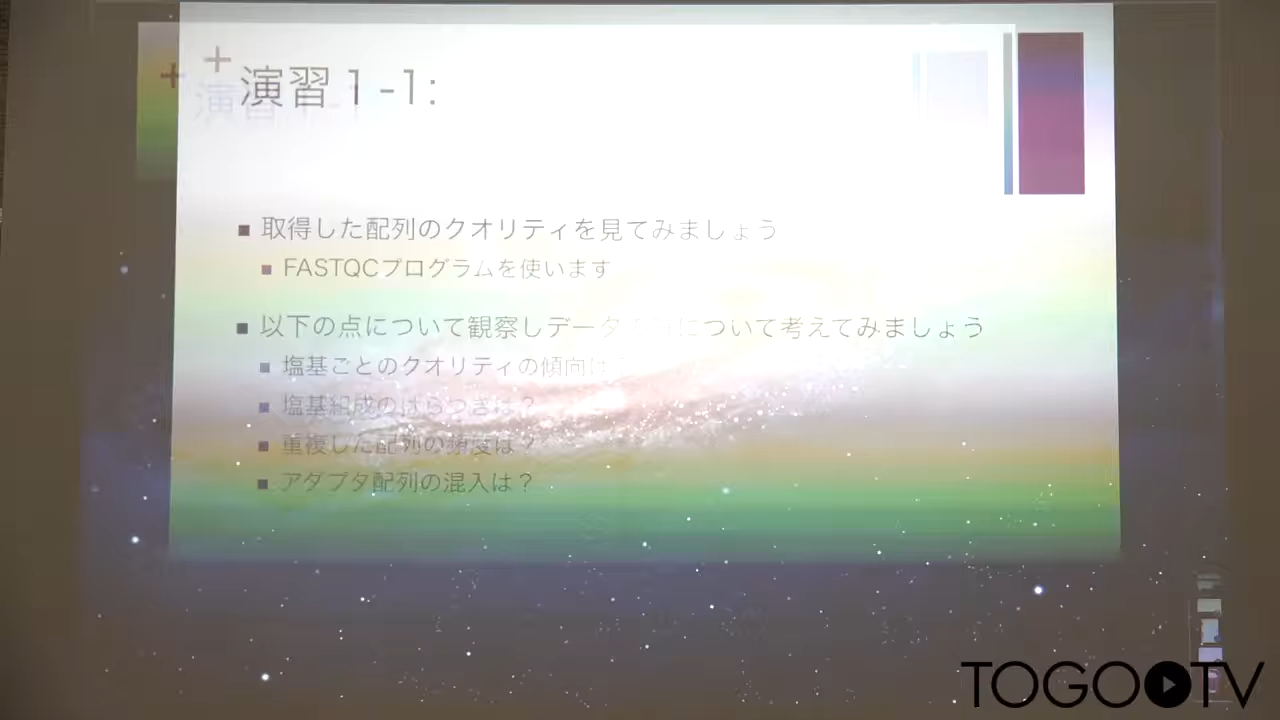 演習 1 -1:
取得した配列のクオリティを見てみましょう
FASTQCプログラムを使います
以下の点について観察しデータ について考えてみましょう
塩基ごとのクオリティの傾向は
塩基組成のばらつきは？
重複した配列の頻度は？
アダプタ配列の混入は？
TOGOTV